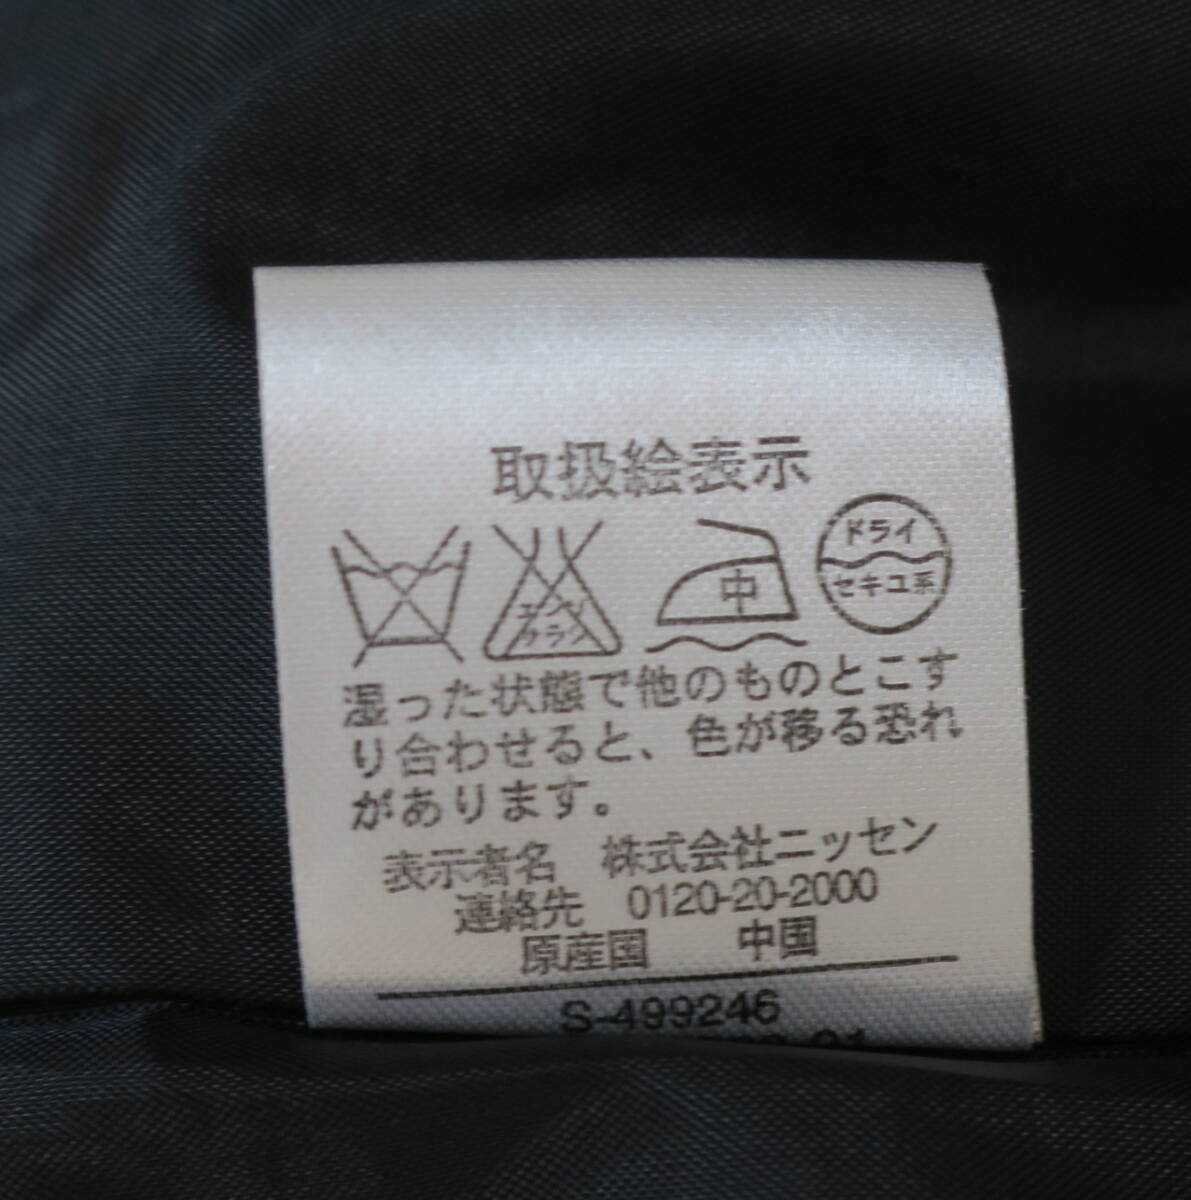 取扱絵表示
エンソ
サラシ
中
ドライ
セキユ系
湿った状態で他のものとこす
り合わせると、色が移る恐れ
があります。
表示者名 株式会社ニッセン
連絡先 0120-20-2000
原産国 中国
S-499246